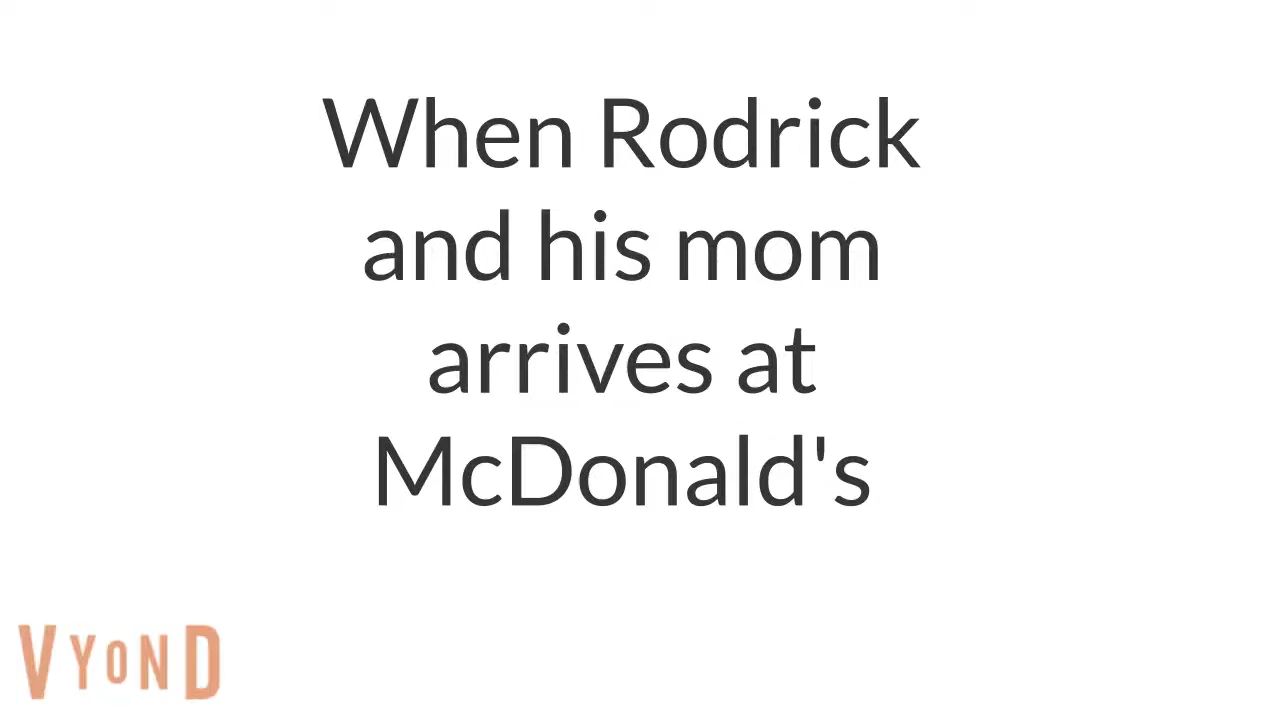 When Rodrick
and his mom
arrives at
McDonald's
VYOND